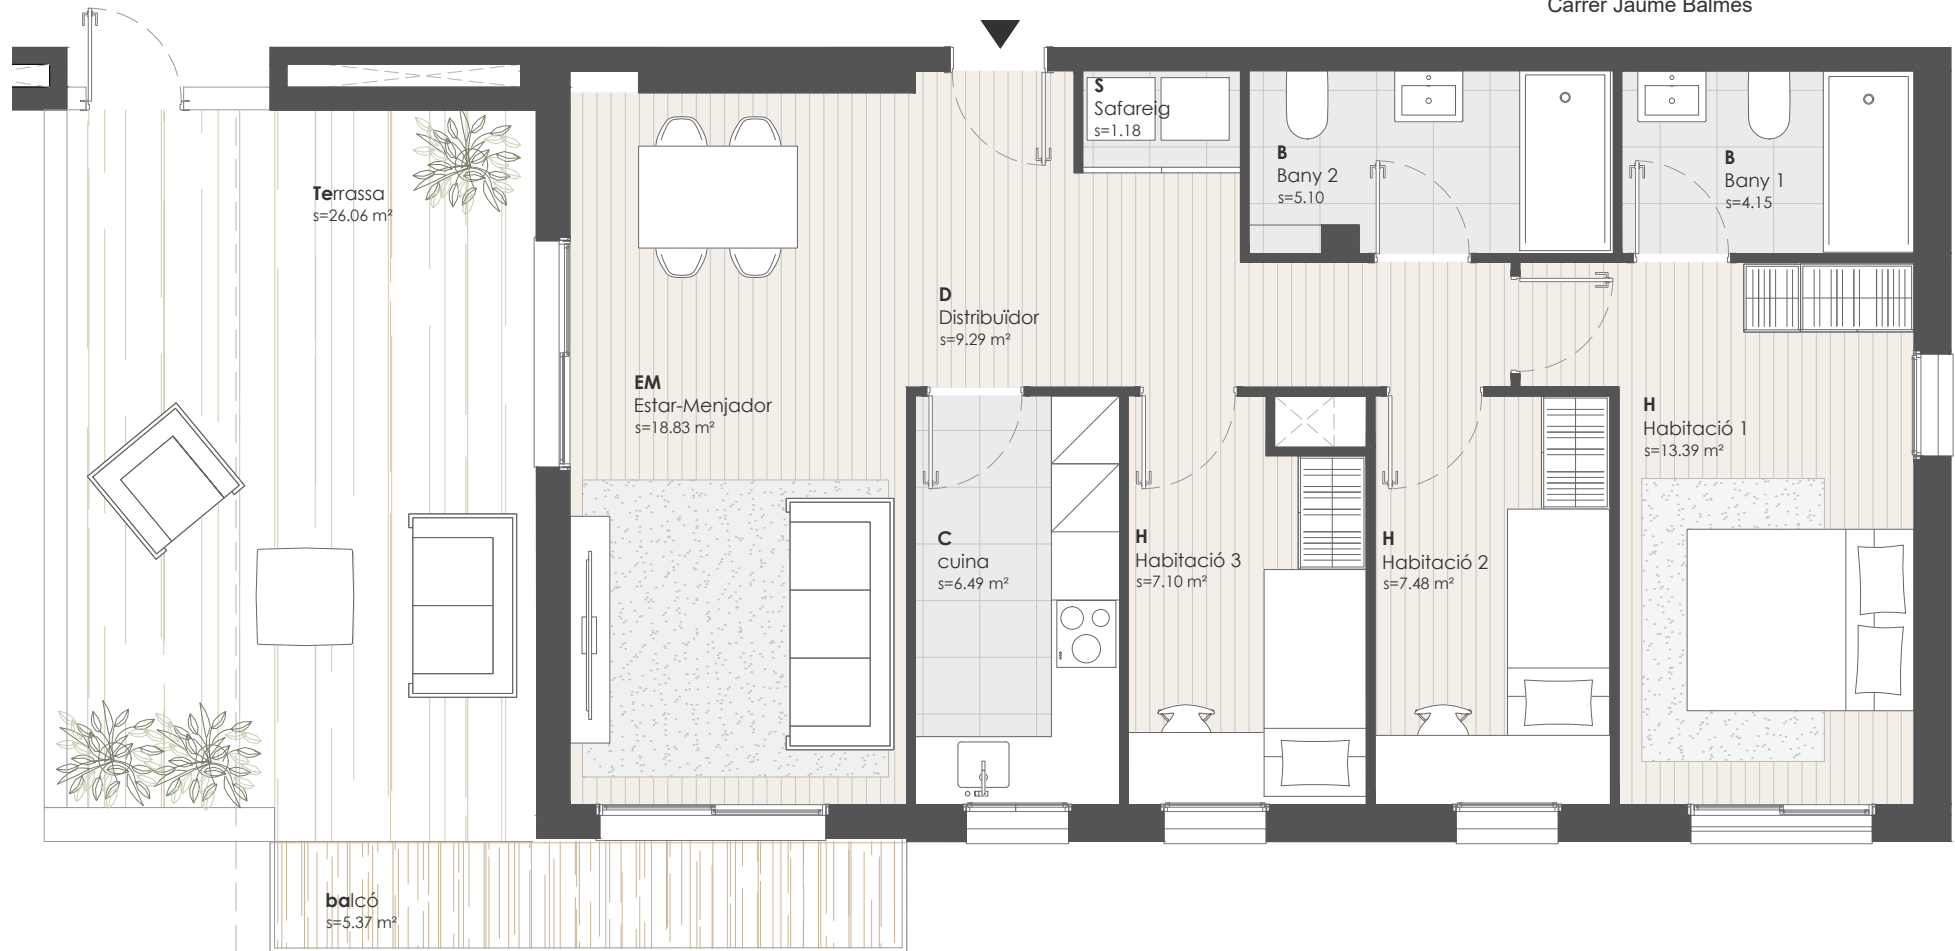 Carrer Jaume Balmes
S
Safareig
s=1.18
B
Bany 2
s=5.10
B
Bany 1
s=4.15
Terrassa
s=26.06 m²
D
Distribuïdor
s=9.29 m²
EM
Estar-Menjador
s=18.83 m²
H
Habitació 1
s=13.39 m²
C
cuina
s=6.49 m²
H
Habitació 3
s=7.10 m²
H
Habitació 2
s=7.48 m²
balcó
s=5.37 m²